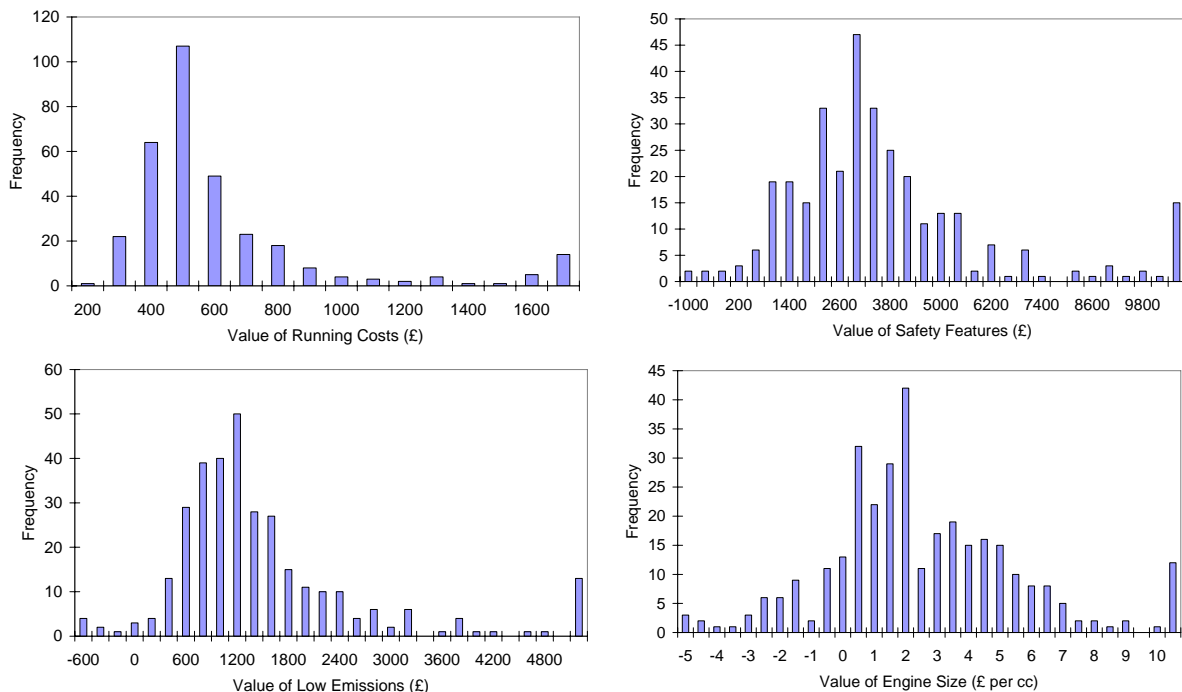 120
100
80
60
40
20
0
Frequency
200 400 600 800 1000 1200 1400 1600
Value of Running Costs (£)
50
45
40
35
30
25
20
15
10
5
0
Frequency
-1000 200 1400 2600 3800 5000 6200 7400 8600 9800
Value of Safety Features (£)
60
50
40
30
20
10
0
Frequency
-600 0 600 1200 1800 2400 3000 3600 4200 4800
Value of Low Emissions (£)
45
40
35
30
25
20
15
10
5
0
Frequency
-5 -4 -3 -2 -1 0 1 2 3 4 5 6 7 8 9 10
Value of Engine Size (£ per cc)